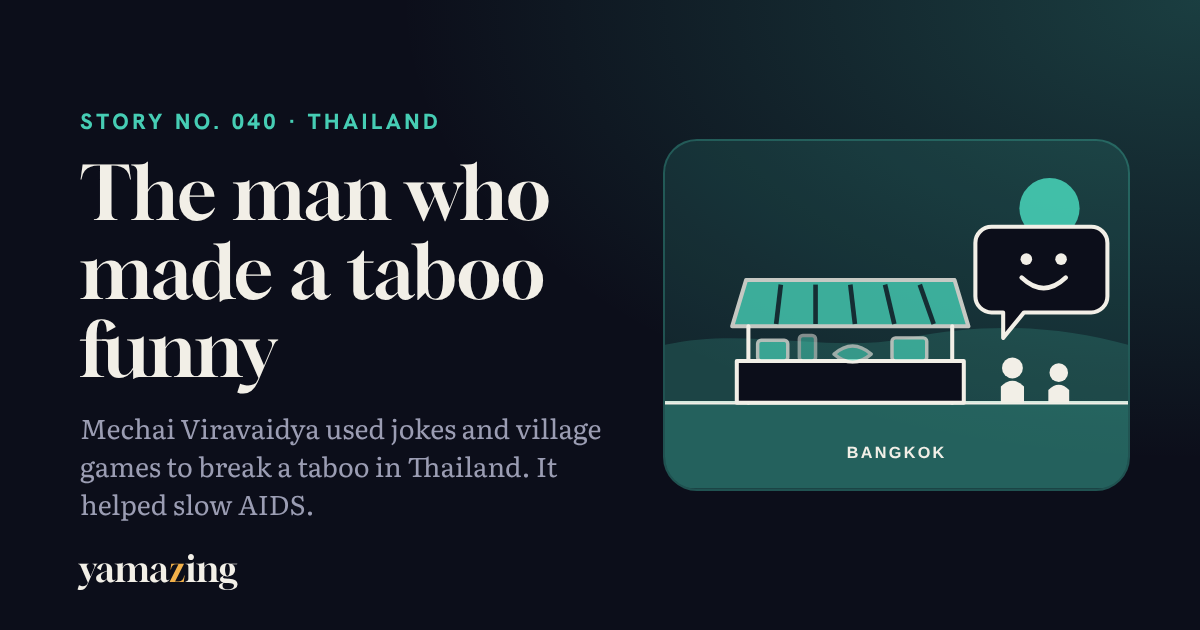 STORY NO. 040 · THAILAND
The man who
made a taboo
funny
Mechai Viravaidya used jokes and village
games to break a taboo in Thailand. It
helped slow AIDS.
yamazing
BANGKOK